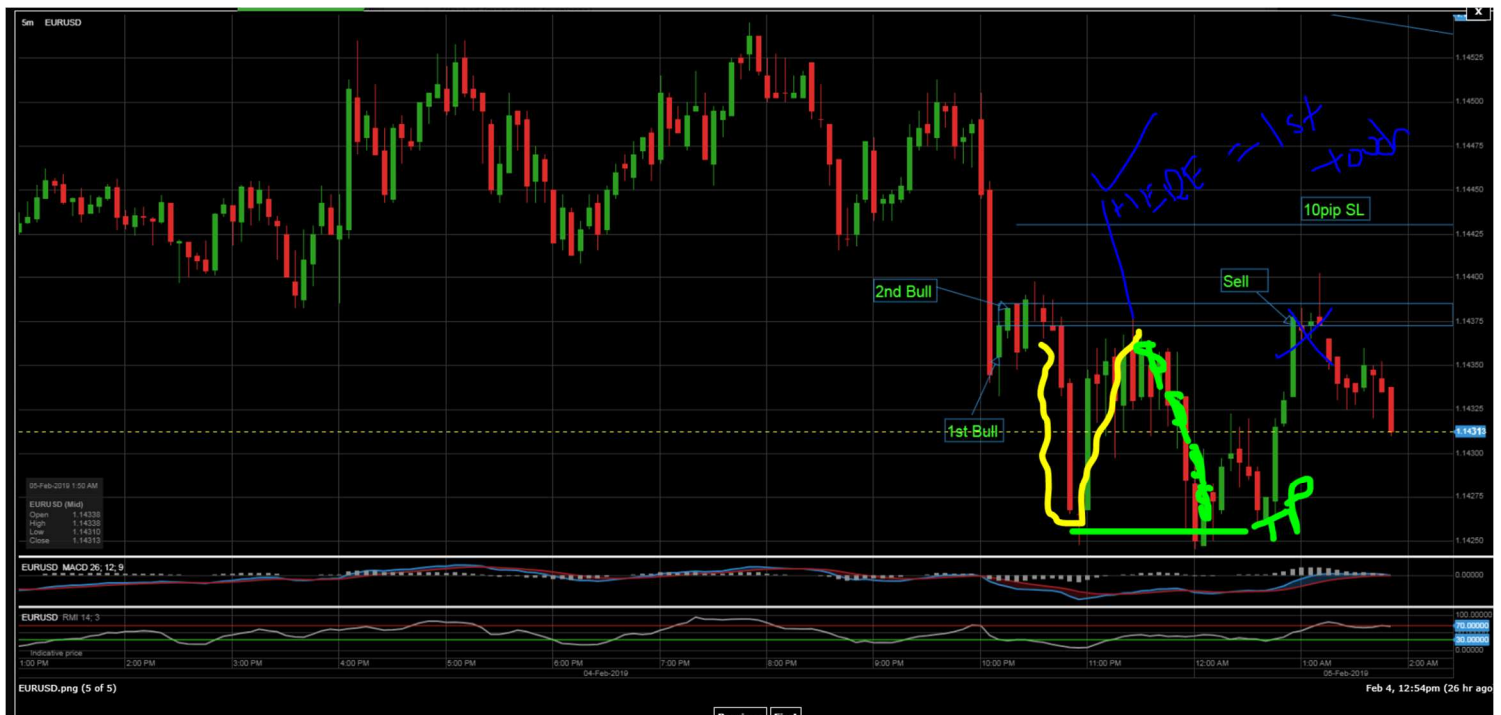 X
5m EURUSD
1.14525
1.14500
1.14475
1.14450
1.14425
1.14400
1.14375
1.14350
1.14325
1.14313
1.14300
1.14275
1.14250
HERE = 1st
touch
10pip SL
Sell
2nd Bull
1st Bull
TP
05-Feb-2019 1:50 AM
EURUSD (Mid)
Open 1.14338
High 1.14338
Low 1.14310
Close 1.14313
EURUSD MACD 26; 12; 9
0.00000
EURUSD RMI 14; 3
100.00000
70.00000
30.00000
0.00000
Indicative price
1:00 PM 2:00 PM 3:00 PM 4:00 PM 5:00 PM 6:00 PM 7:00 PM 8:00 PM 9:00 PM 10:00 PM 11:00 PM 12:00 AM 1:00 AM 2:00 AM
04-Feb-2019 05-Feb-2019
EURUSD.png (5 of 5) Feb 4, 12:54pm (26 hr ago